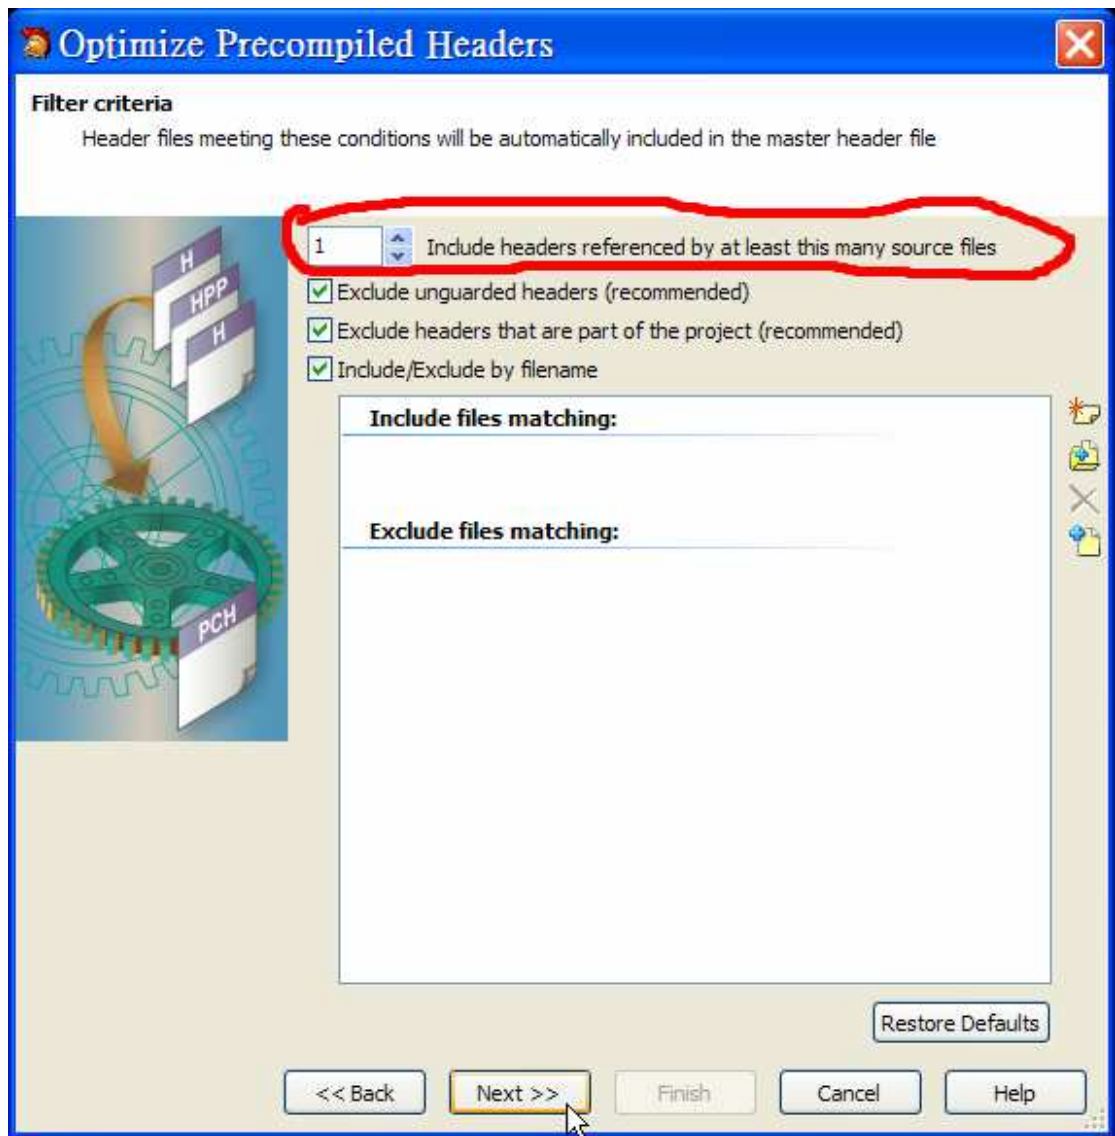 Optimize Precompiled Headers
Filter criteria
Header files meeting these conditions will be automatically included in the master header file
1 Include headers referenced by at least this many source files
Exclude unguarded headers (recommended)
Exclude headers that are part of the project (recommended)
Include/Exclude by filename
Include files matching:
Exclude files matching:
H
HPP
H
PCH
Restore Defaults
<< Back Next >> Finish Cancel Help